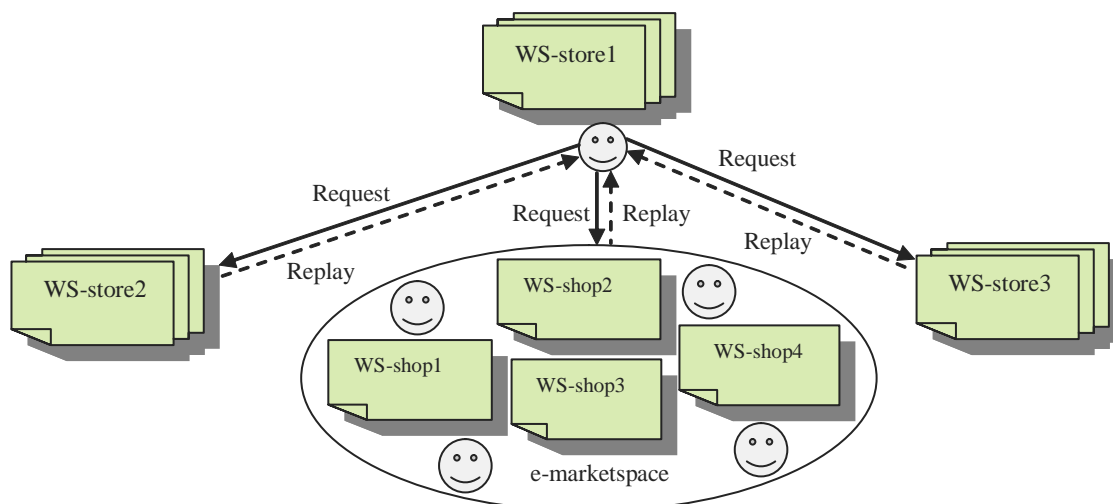 WS-store1
Request
Request
Request
Replay
Replay
Replay
WS-store2
WS-store3
WS-shop2
WS-shop1
WS-shop4
WS-shop3
e-marketspace